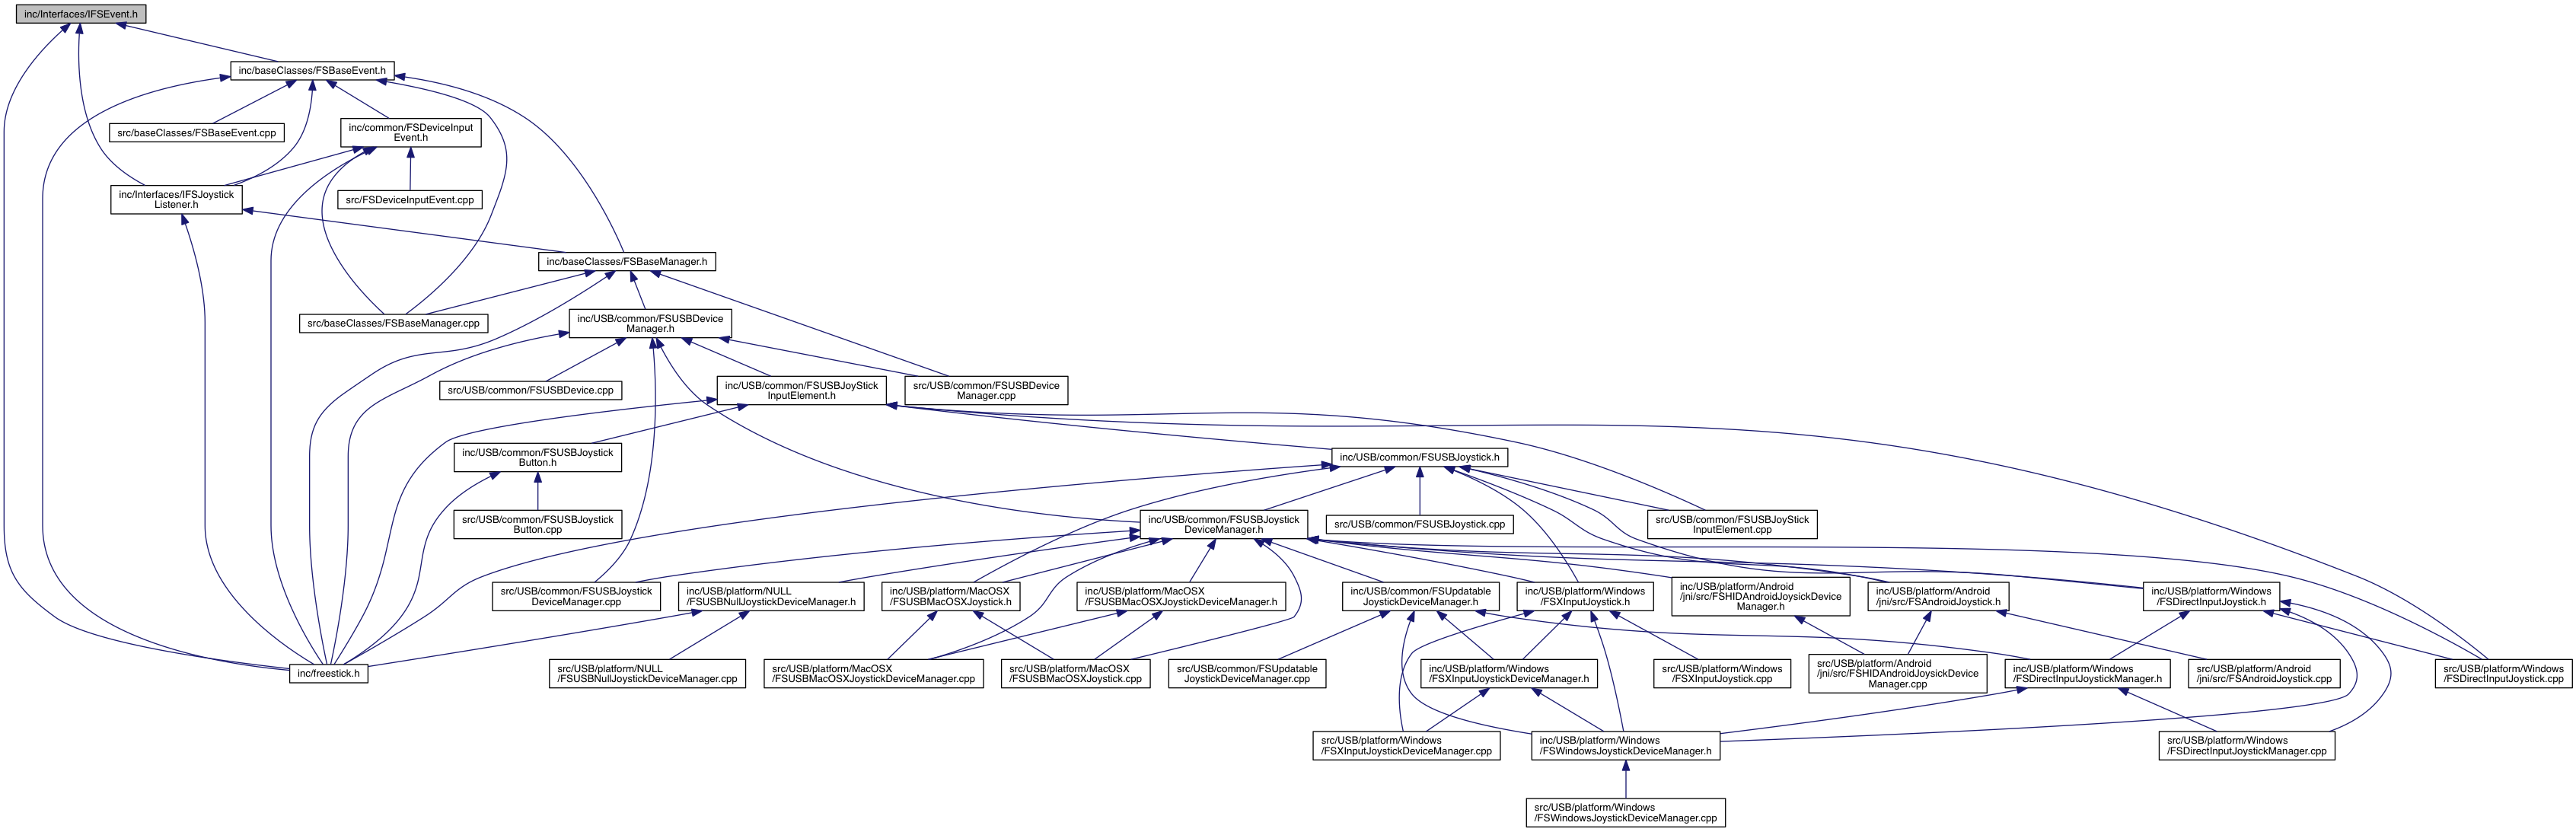 inc/Interfaces/IFSEvent.h
inc/baseClasses/FSBaseEvent.h
src/baseClasses/FSBaseEvent.cpp
inc/common/FSDeviceInput
Event.h
inc/Interfaces/IFSJoystick
Listener.h
src/FSDeviceInputEvent.cpp
inc/baseClasses/FSBaseManager.h
src/baseClasses/FSBaseManager.cpp
inc/USB/common/FSUSBDevice
Manager.h
src/USB/common/FSUSBDevice.cpp
inc/USB/common/FSUSBJoyStick
InputElement.h
src/USB/common/FSUSBDevice
Manager.cpp
inc/USB/common/FSUSBJoystick
Button.h
inc/USB/common/FSUSBJoystick.h
src/USB/common/FSUSBJoystick
Button.cpp
inc/USB/common/FSUSBJoystick
DeviceManager.h
src/USB/common/FSUSBJoystick.cpp
src/USB/common/FSUSBJoyStick
InputElement.cpp
src/USB/common/FSUSBJoystick
DeviceManager.cpp
inc/USB/platform/NULL
/FSUSBNullJoystickDeviceManager.h
inc/USB/platform/MacOSX
/FSUSBMacOSXJoystick.h
inc/USB/platform/MacOSX
/FSUSBMacOSXJoystickDeviceManager.h
inc/USB/common/FSUpdatable
JoystickDeviceManager.h
inc/USB/platform/Windows
/FSXInputJoystick.h
inc/USB/platform/Android
/jni/src/FSHIDAndroidJoysickDevice
Manager.h
inc/USB/platform/Android
/jni/src/FSAndroidJoystick.h
inc/USB/platform/Windows
/FSDirectInputJoystick.h
inc/freestick.h
src/USB/platform/NULL
/FSUSBNullJoystickDeviceManager.cpp
src/USB/platform/MacOSX
/FSUSBMacOSXJoystickDeviceManager.cpp
src/USB/platform/MacOSX
/FSUSBMacOSXJoystick.cpp
src/USB/common/FSUpdatable
JoystickDeviceManager.cpp
inc/USB/platform/Windows
/FSXInputJoystickDeviceManager.h
src/USB/platform/Windows
/FSXInputJoystick.cpp
src/USB/platform/Android
/jni/src/FSHIDAndroidJoysickDevice
Manager.cpp
inc/USB/platform/Windows
/FSDirectInputJoystickManager.h
src/USB/platform/Android
/jni/src/FSAndroidJoystick.cpp
src/USB/platform/Windows
/FSDirectInputJoystick.cpp
src/USB/platform/Windows
/FSXInputJoystickDeviceManager.cpp
inc/USB/platform/Windows
/FSWindowsJoystickDeviceManager.h
src/USB/platform/Windows
/FSDirectInputJoystickManager.cpp
src/USB/platform/Windows
/FSWindowsJoystickDeviceManager.cpp